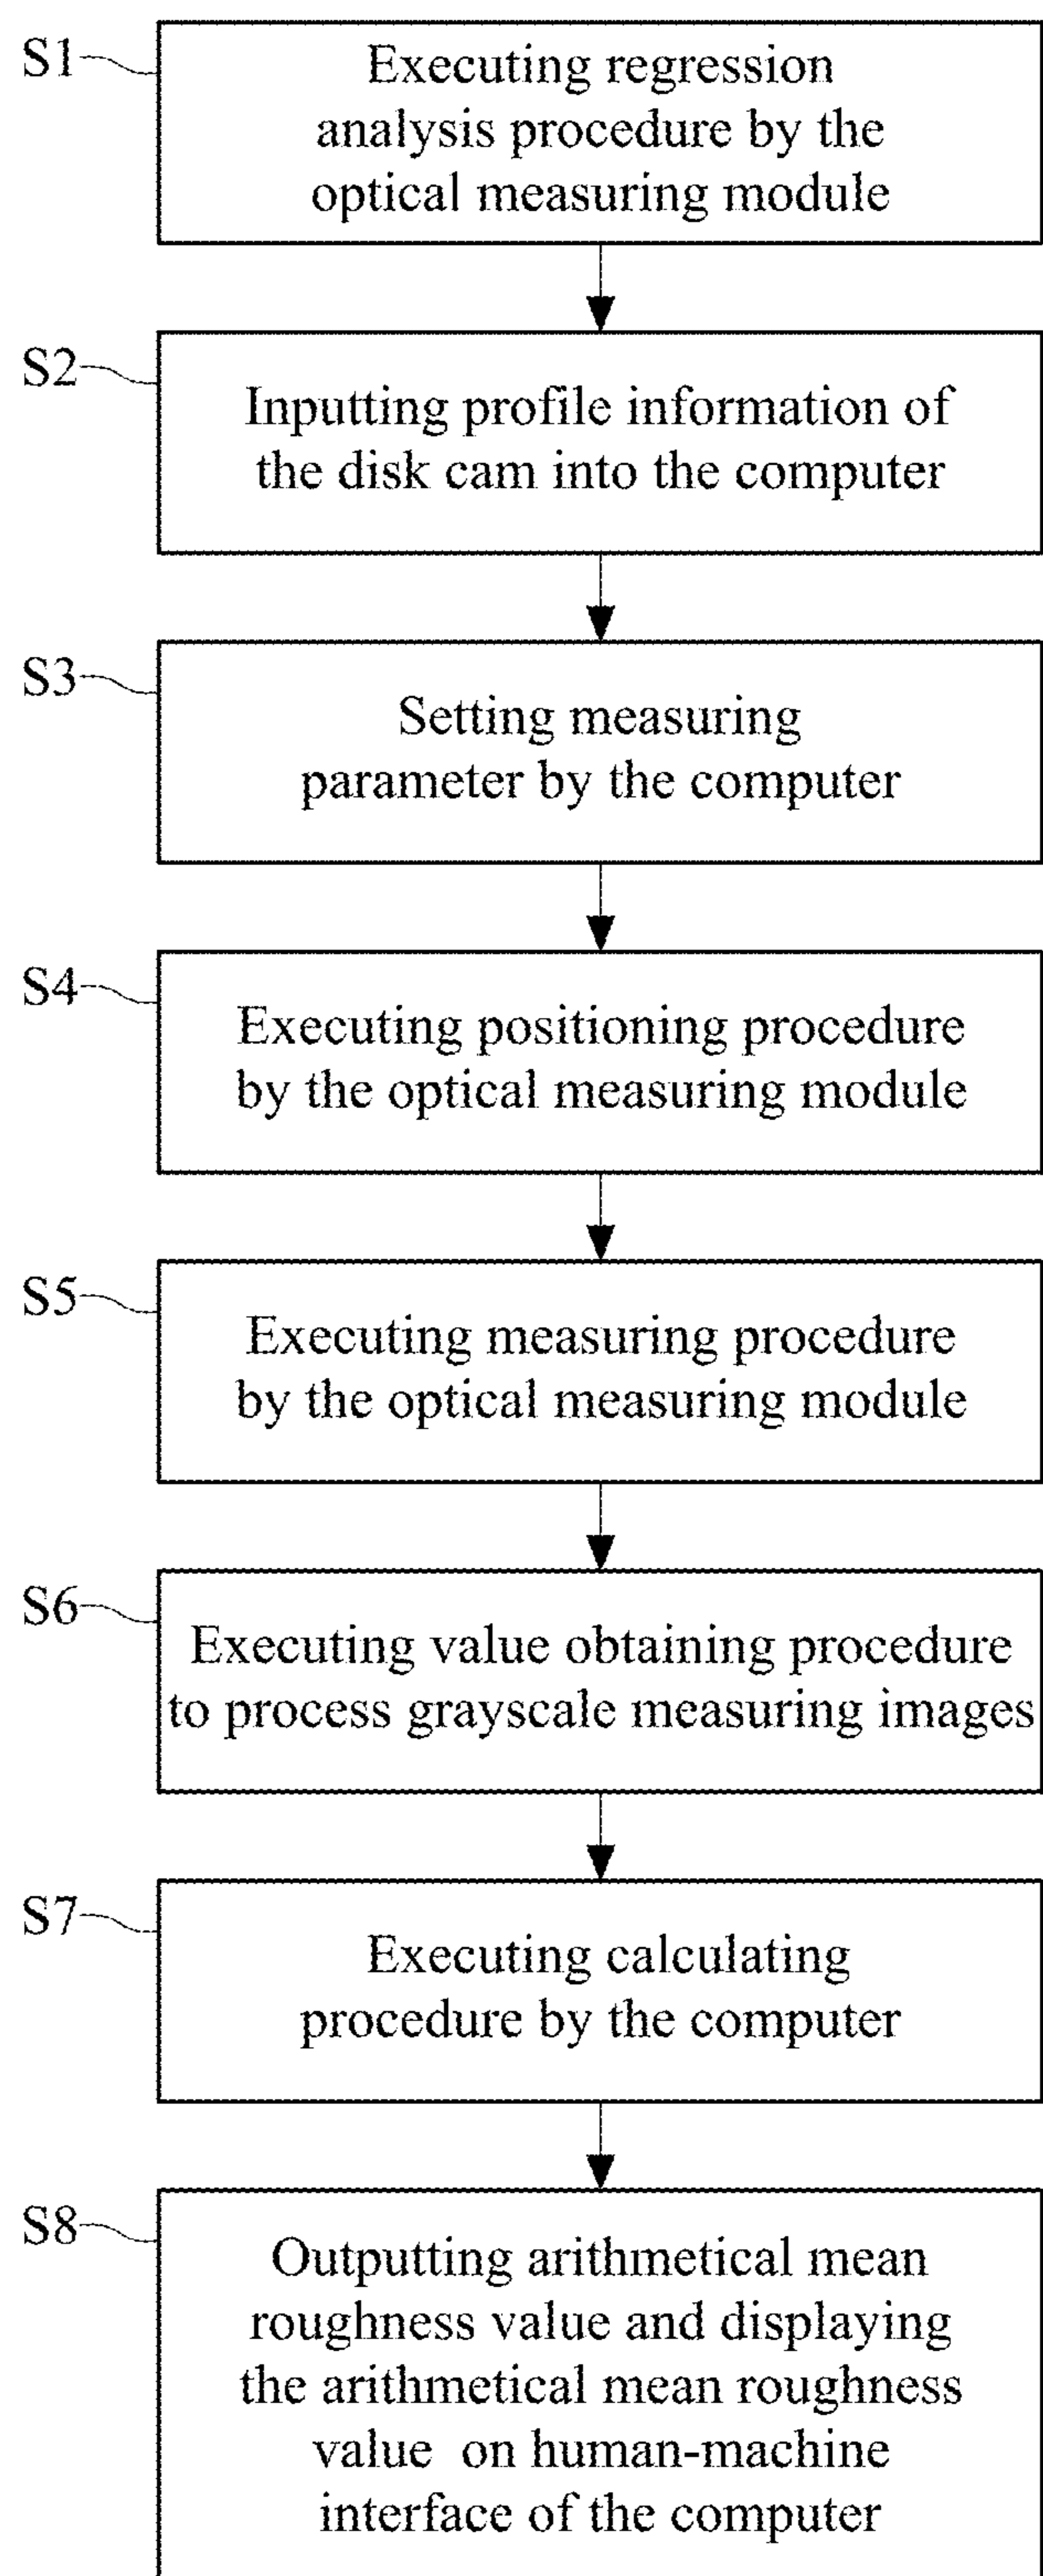 S1
Executing regression
analysis procedure by the
optical measuring module
S2
Inputting profile information of
the disk cam into the computer
S3
Setting measuring
parameter by the computer
S4
Executing positioning procedure
by the optical measuring module
S5
Executing measuring procedure
by the optical measuring module
S6
Executing value obtaining procedure
to process grayscale measuring images
S7
Executing calculating
procedure by the computer
S8
Outputting arithmetical mean
roughness value and displaying
the arithmetical mean roughness
value on human-machine
interface of the computer